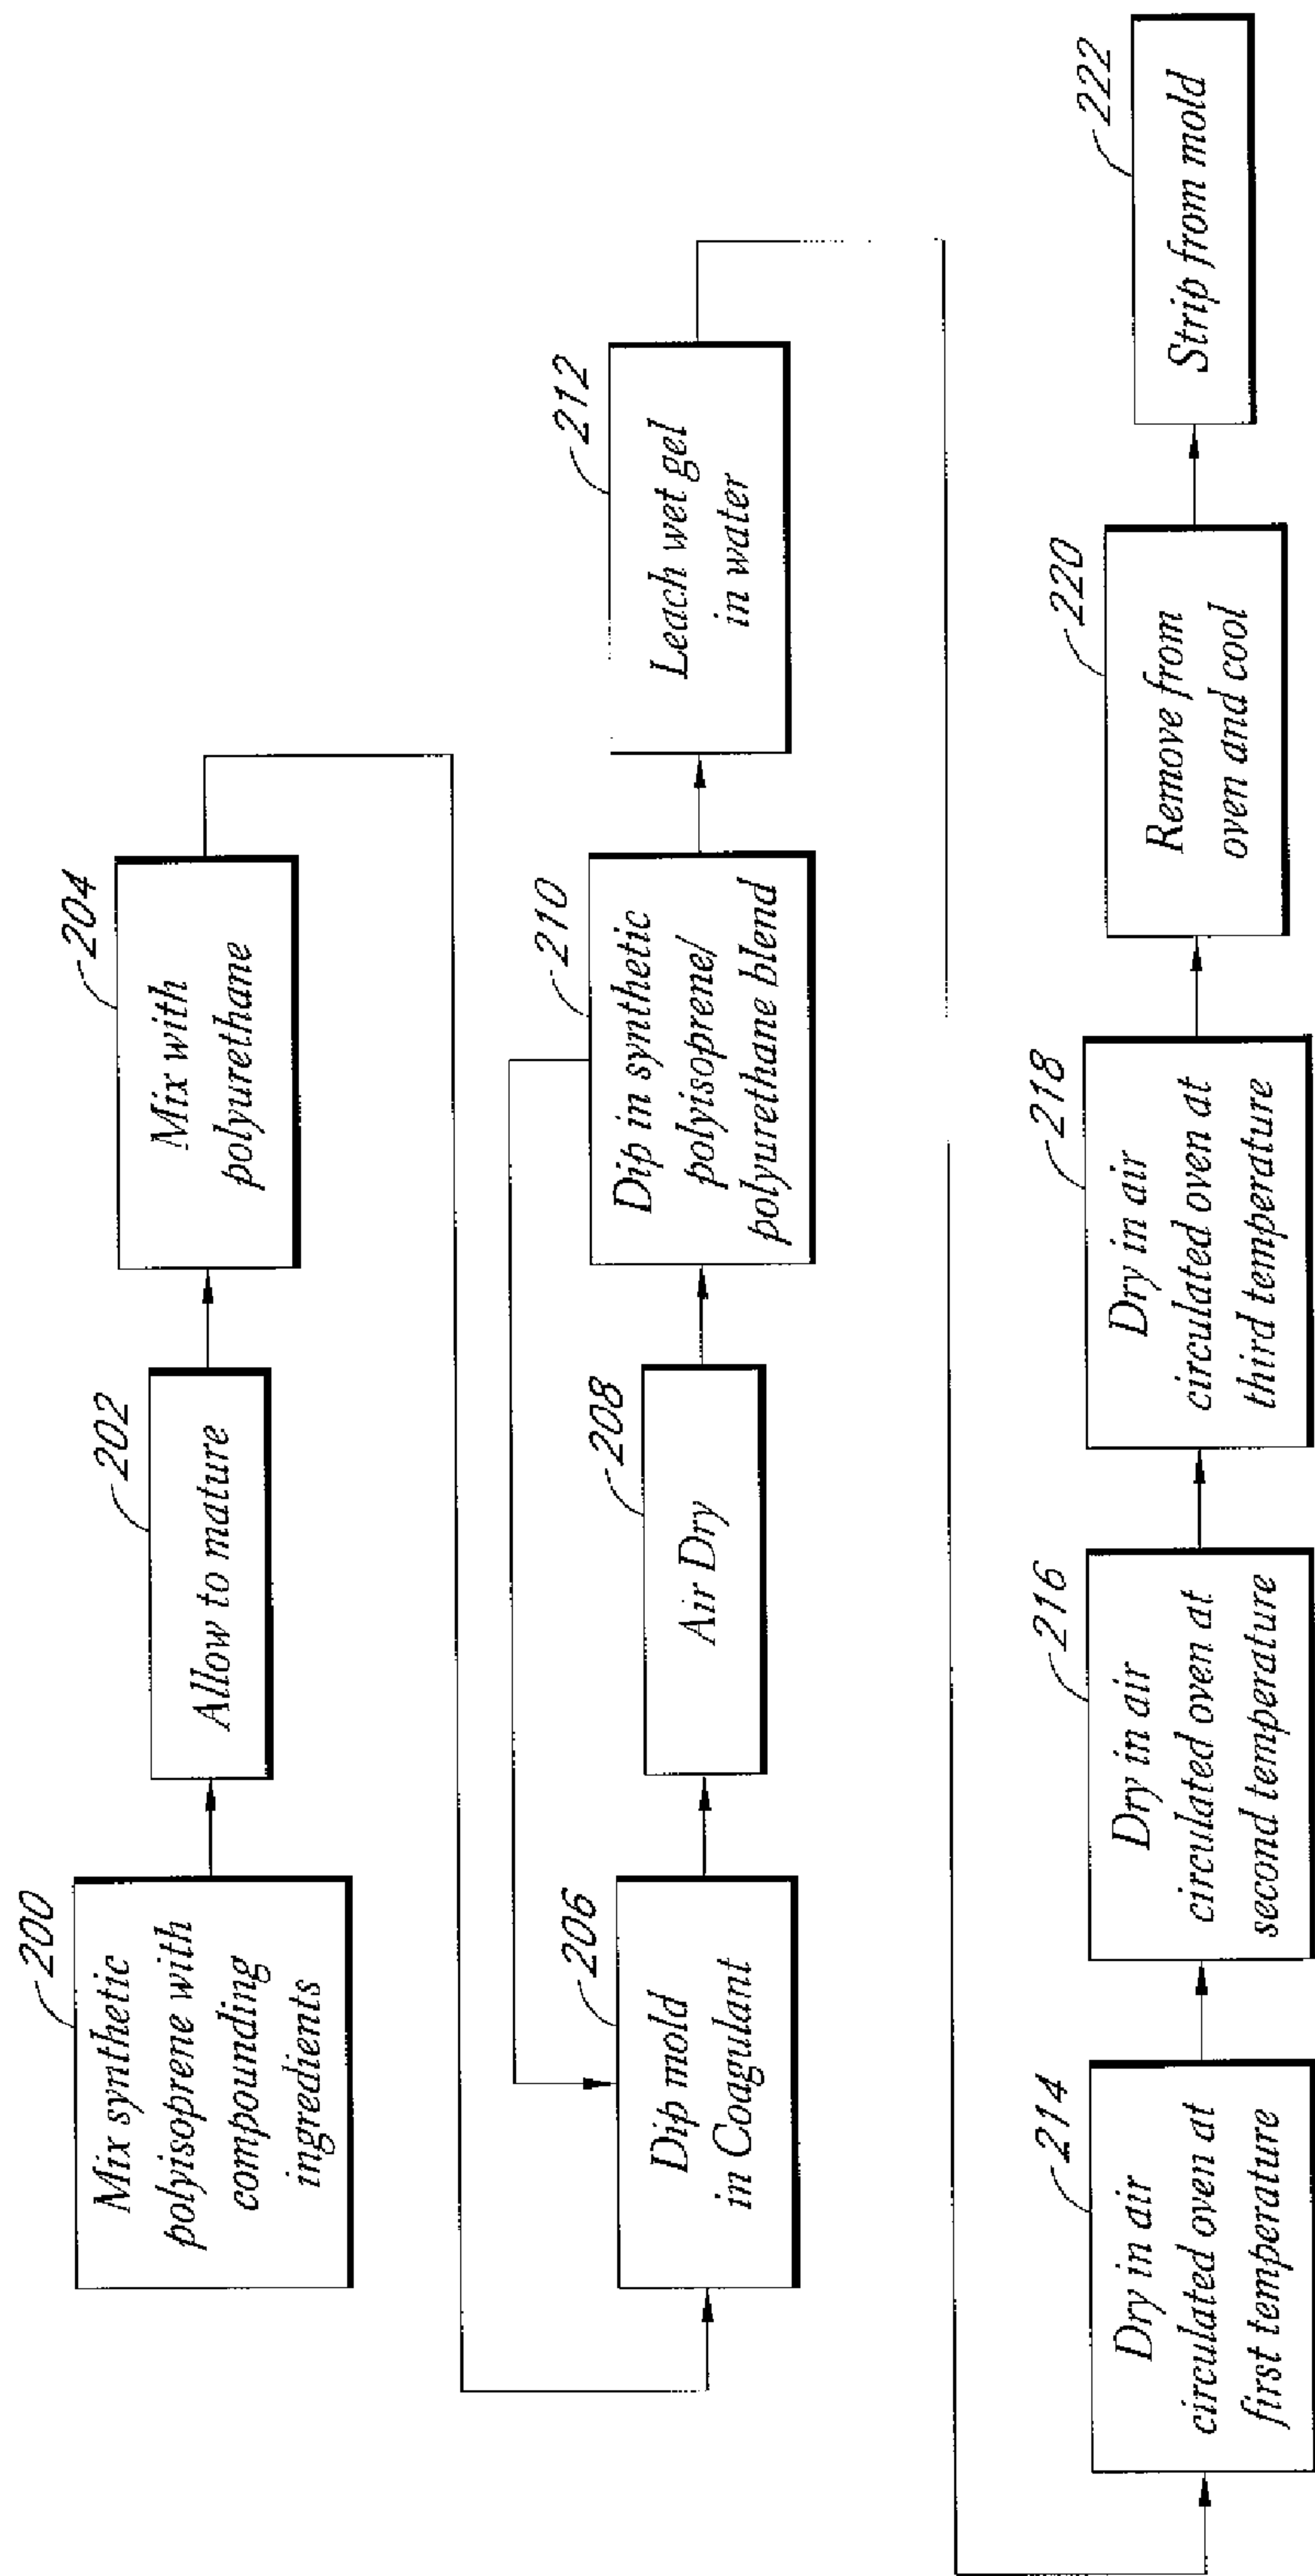 200
Mix synthetic
polyisoprene with
compounding
ingredients
202
Allow to mature
204
Mix with
polyurethane
206
Dip mold
in Coagulant
208
Air Dry
210
Dip in synthetic
polyisoprene/
polyurethane blend
212
Leach wet gel
in water
214
Dry in air
circulated oven at
first temperature
216
Dry in air
circulated oven at
second temperature
218
Dry in air
circulated oven at
third temperature
220
Remove from
oven and cool
222
Strip from mold